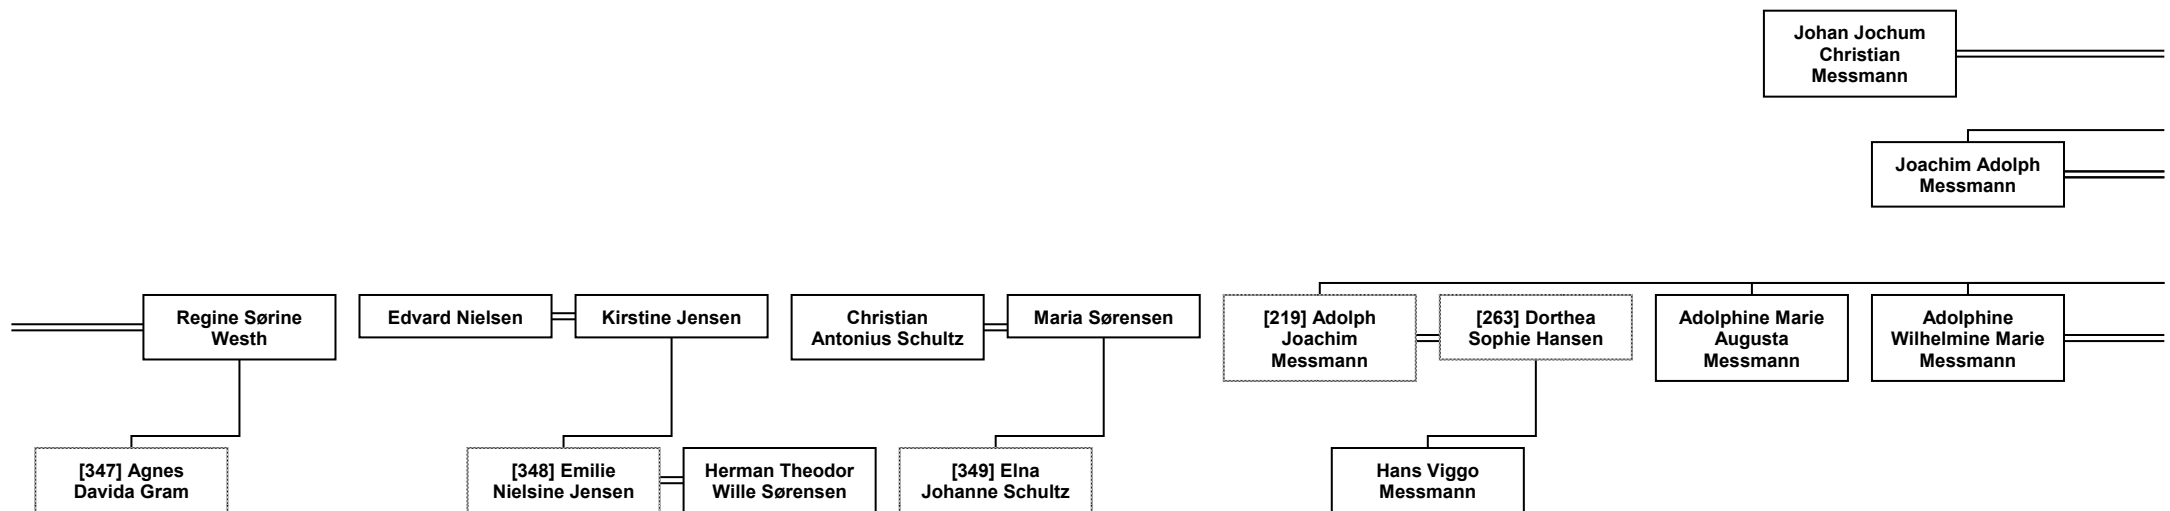 Johan Jochum
Christian
Messmann
Joachim Adolph
Messmann
Regine Sørine
Westh
Edvard Nielsen
Kirstine Jensen
Christian
Antonius Schultz
Maria Sørensen
[219] Adolph
Joachim
Messmann
[263] Dorthea
Sophie Hansen
Adolphine Marie
Augusta
Messmann
Adolphine
Wilhelmine Marie
Messmann
[347] Agnes
Davida Gram
[348] Emilie
Nielsine Jensen
Herman Theodor
Wille Sørensen
[349] Elna
Johanne Schultz
Hans Viggo
Messmann